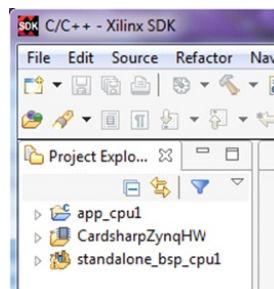 SDK C/C++ - Xilinx SDK
File Edit Source Refactor Nav
Project Explo...
app_cpu1
CardsharpZynqHW
standalone_bsp_cpu1